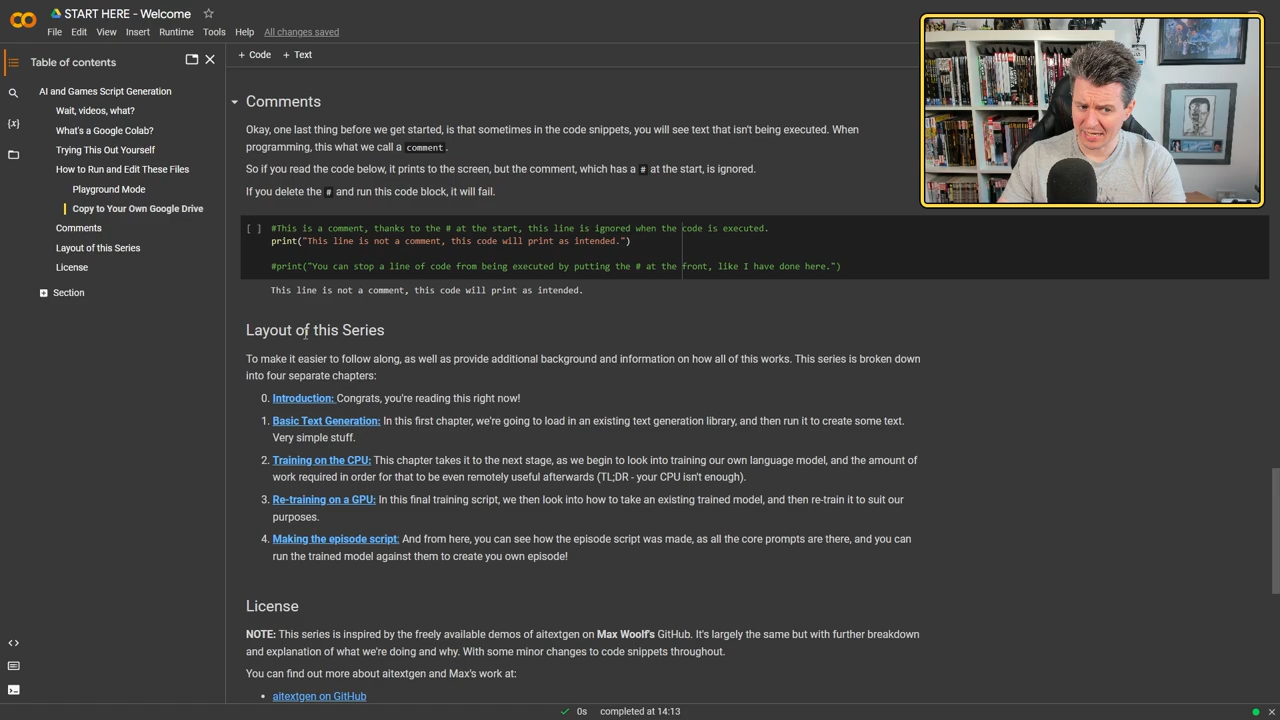 START HERE - Welcome
File Edit View Insert Runtime Tools Help All changes saved
Table of contents
AI and Games Script Generation
Wait, videos, what?
What's a Google Colab?
Trying This Out Yourself
How to Run and Edit These Files
Playground Mode
Copy to Your Own Google Drive
Comments
Layout of this Series
License
Section
+ Code + Text
Comments
Okay, one last thing before we get started, is that sometimes in the code snippets, you will see text that isn't being executed. When
programming, this what we call a comment.
So if you read the code below, it prints to the screen, but the comment, which has a # at the start, is ignored.
If you delete the # and run this code block, it will fail.
[ ] #This is a comment, thanks to the # at the start, this line is ignored when the code is executed.
print("This line is not a comment, this code will print as intended.")
#print("You can stop a line of code from being executed by putting the # at the front, like I have done here.")
This line is not a comment, this code will print as intended.
Layout of this Series
To make it easier to follow along, as well as provide additional background and information on how all of this works. This series is broken down
into four separate chapters:
0. Introduction: Congrats, you're reading this right now!
1. Basic Text Generation: In this first chapter, we're going to load in an existing text generation library, and then run it to create some text.
Very simple stuff.
2. Training on the CPU: This chapter takes it to the next stage, as we begin to look into training our own language model, and the amount of
work required in order for that to be even remotely useful afterwards (TL;DR - your CPU isn't enough).
3. Re-training on a GPU: In this final training script, we then look into how to take an existing trained model, and then re-train it to suit our
purposes.
4. Making the episode script: And from here, you can see how the episode script was made, as all the core prompts are there, and you can
run the trained model against them to create you own episode!
License
NOTE: This series is inspired by the freely available demos of aitextgen on Max Woolf's GitHub. It's largely the same but with further breakdown
and explanation of what we're doing and why. With some minor changes to code snippets throughout.
You can find out more about aitextgen and Max's work at:
• aitextgen on GitHub
0s completed at 14:13